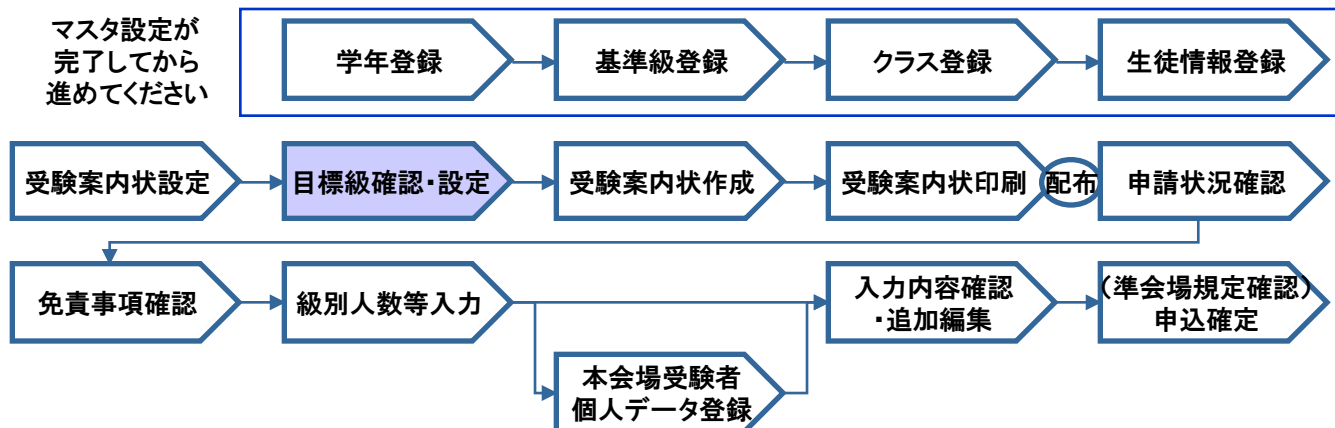 マスタ設定が
完了してから
進めてください
学年登録
基準級登録
クラス登録
生徒情報登録
受験案内状設定
目標級確認・設定
受験案内状作成
受験案内状印刷
配布
申請状況確認
免責事項確認
級別人数等入力
入力内容確認
・追加編集
(準会場規定確認)
申込確定
本会場受験者
個人データ登録